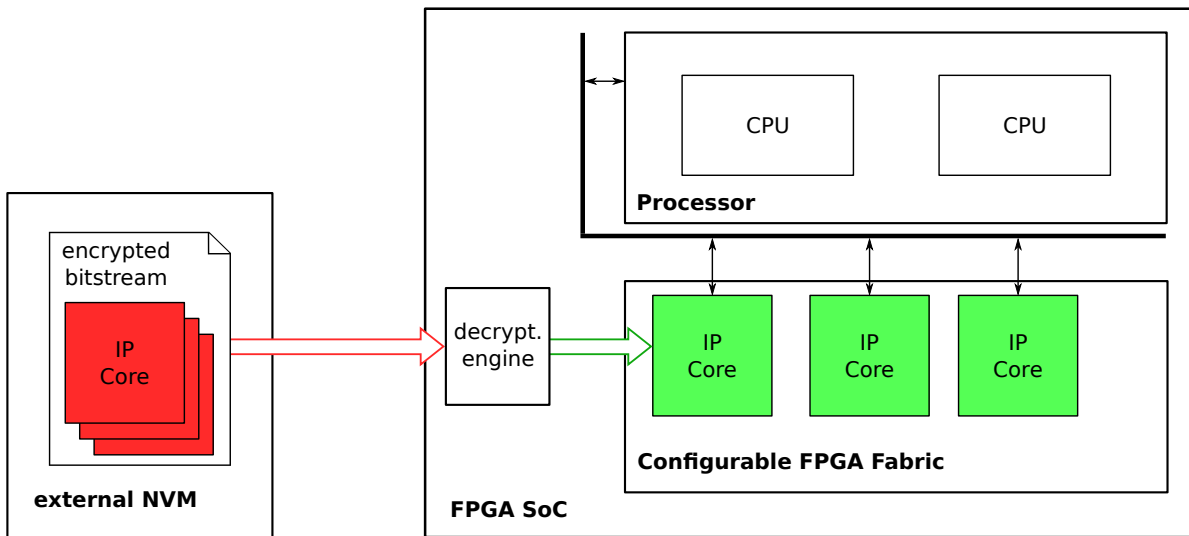 CPU
CPU
Processor
encrypted
bitstream
IP
Core
external NVM
decrypt.
engine
IP
Core
IP
Core
IP
Core
Configurable FPGA Fabric
FPGA SoC